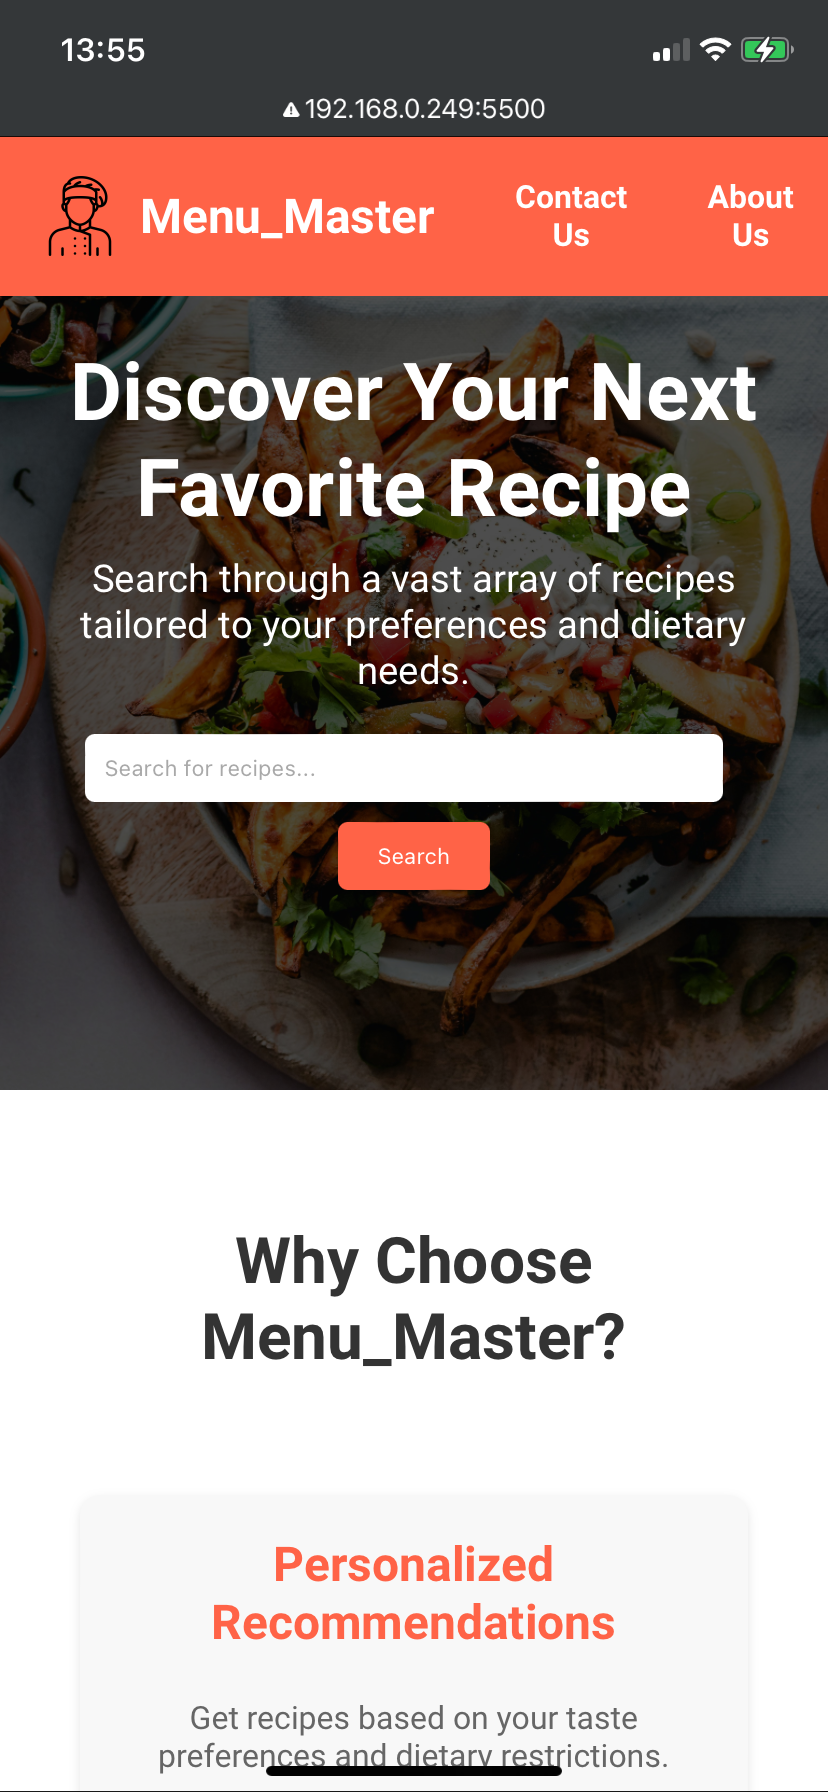 13:55
192.168.0.249:5500
Menu_Master
Contact
Us
About
Us
Discover Your Next
Favorite Recipe
Search through a vast array of recipes
tailored to your preferences and dietary
needs.
Search for recipes...
Search
Why Choose
Menu_Master?
Personalized
Recommendations
Get recipes based on your taste
preferences and dietary restrictions.